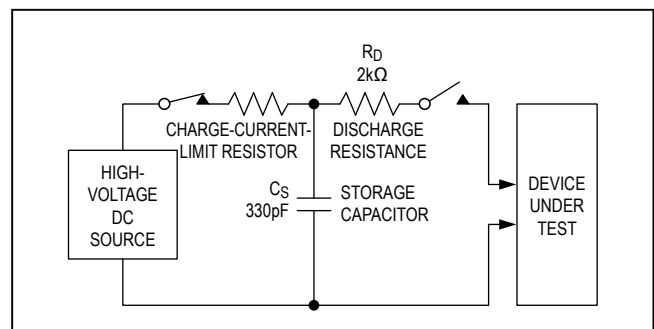 R_D
2kΩ
CHARGE-CURRENT-
LIMIT RESISTOR
DISCHARGE
RESISTANCE
HIGH-
VOLTAGE
DC
SOURCE
C_S
330pF
STORAGE
CAPACITOR
DEVICE
UNDER
TEST